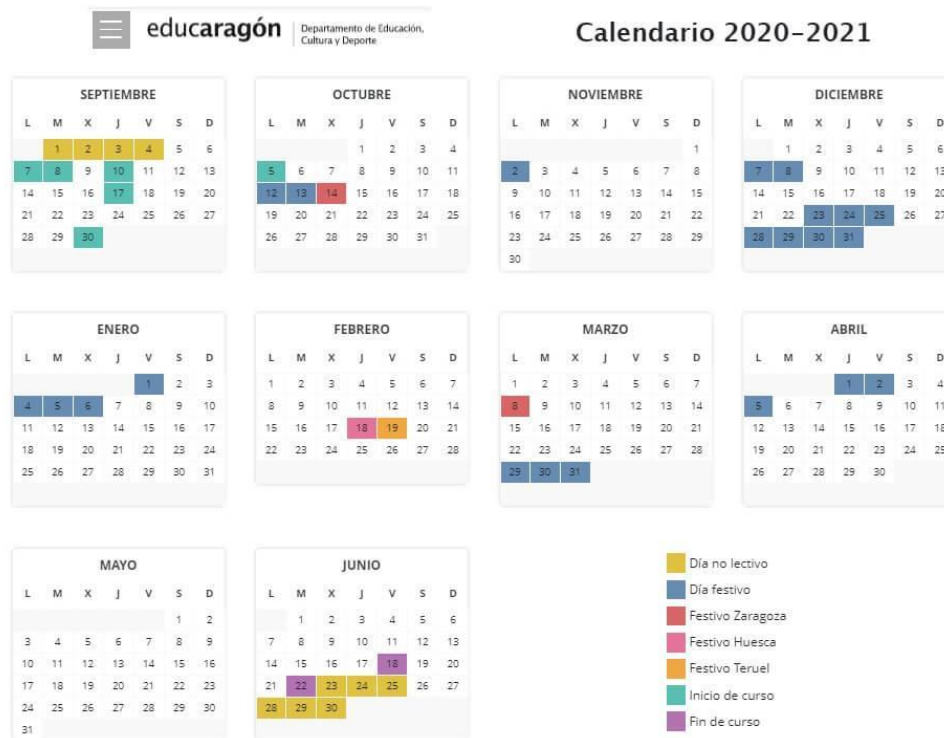 educaragón
Departamento de Educación,
Cultura y Deporte
Calendario 2020-2021
SEPTIEMBRE
L M X J V S D
1 2 3 4 5 6
7 8 9 10 11 12 13
14 15 16 17 18 19 20
21 22 23 24 25 26 27
28 29 30
OCTUBRE
L M X J V S D
1 2 3 4
5 6 7 8 9 10 11
12 13 14 15 16 17 18
19 20 21 22 23 24 25
26 27 28 29 30 31
NOVIEMBRE
L M X J V S D
1
2 3 4 5 6 7 8
9 10 11 12 13 14 15
16 17 18 19 20 21 22
23 24 25 26 27 28 29
30
DICIEMBRE
L M X J V S D
1 2 3 4 5 6
7 8 9 10 11 12 13
14 15 16 17 18 19 20
21 22 23 24 25 26 27
28 29 30 31
ENERO
L M X J V S D
1 2 3
4 5 6 7 8 9 10
11 12 13 14 15 16 17
18 19 20 21 22 23 24
25 26 27 28 29 30 31
FEBRERO
L M X J V S D
1 2 3 4 5 6 7
8 9 10 11 12 13 14
15 16 17 18 19 20 21
22 23 24 25 26 27 28
MARZO
L M X J V S D
1 2 3 4 5 6 7
8 9 10 11 12 13 14
15 16 17 18 19 20 21
22 23 24 25 26 27 28
29 30 31
ABRIL
L M X J V S D
1 2 3 4
5 6 7 8 9 10 11
12 13 14 15 16 17 18
19 20 21 22 23 24 25
26 27 28 29 30
MAYO
L M X J V S D
1 2
3 4 5 6 7 8 9
10 11 12 13 14 15 16
17 18 19 20 21 22 23
24 25 26 27 28 29 30
31
JUNIO
L M X J V S D
1 2 3 4 5 6
7 8 9 10 11 12 13
14 15 16 17 18 19 20
21 22 23 24 25 26 27
28 29 30
Día no lectivo
Día festivo
Festivo Zaragoza
Festivo Huesca
Festivo Teruel
Inicio de curso
Fin de curso